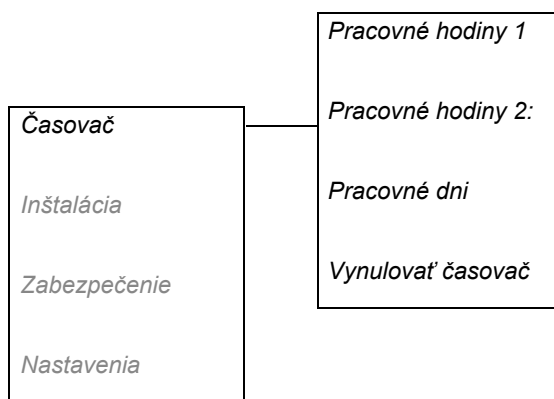 Časovač
Inštalácia
Zabezpečenie
Nastavenia
Pracovné hodiny 1
Pracovné hodiny 2:
Pracovné dni
Vynulovať časovač